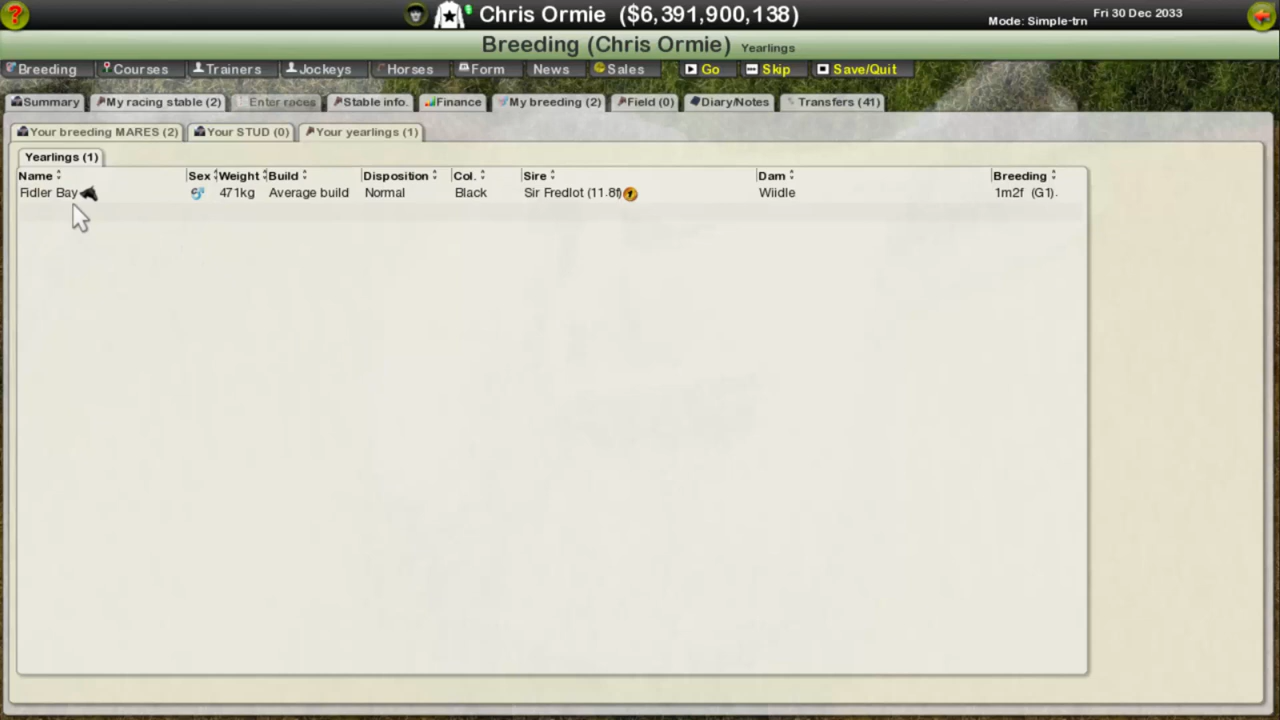 Chris Ormie ($6,391,900,138)
Mode: Simple-trn
Fri 30 Dec 2033
Breeding (Chris Ormie) Yearlings
Breeding Courses Trainers Jockeys Horses Form News Sales Go Skip Save/Quit
Summary My racing stable (2) Enter races Stable info. Finance My breeding (2) Field (0) Diary/Notes Transfers (41)
Your breeding MARES (2) Your STUD (0) Your yearlings (1)
Yearlings (1)
Name Sex Weight Build Disposition Col. Sire Dam Breeding
Fidler Bay 471kg Average build Normal Black Sir Fredlot (11.8f) Wiidle 1m2f (G1).